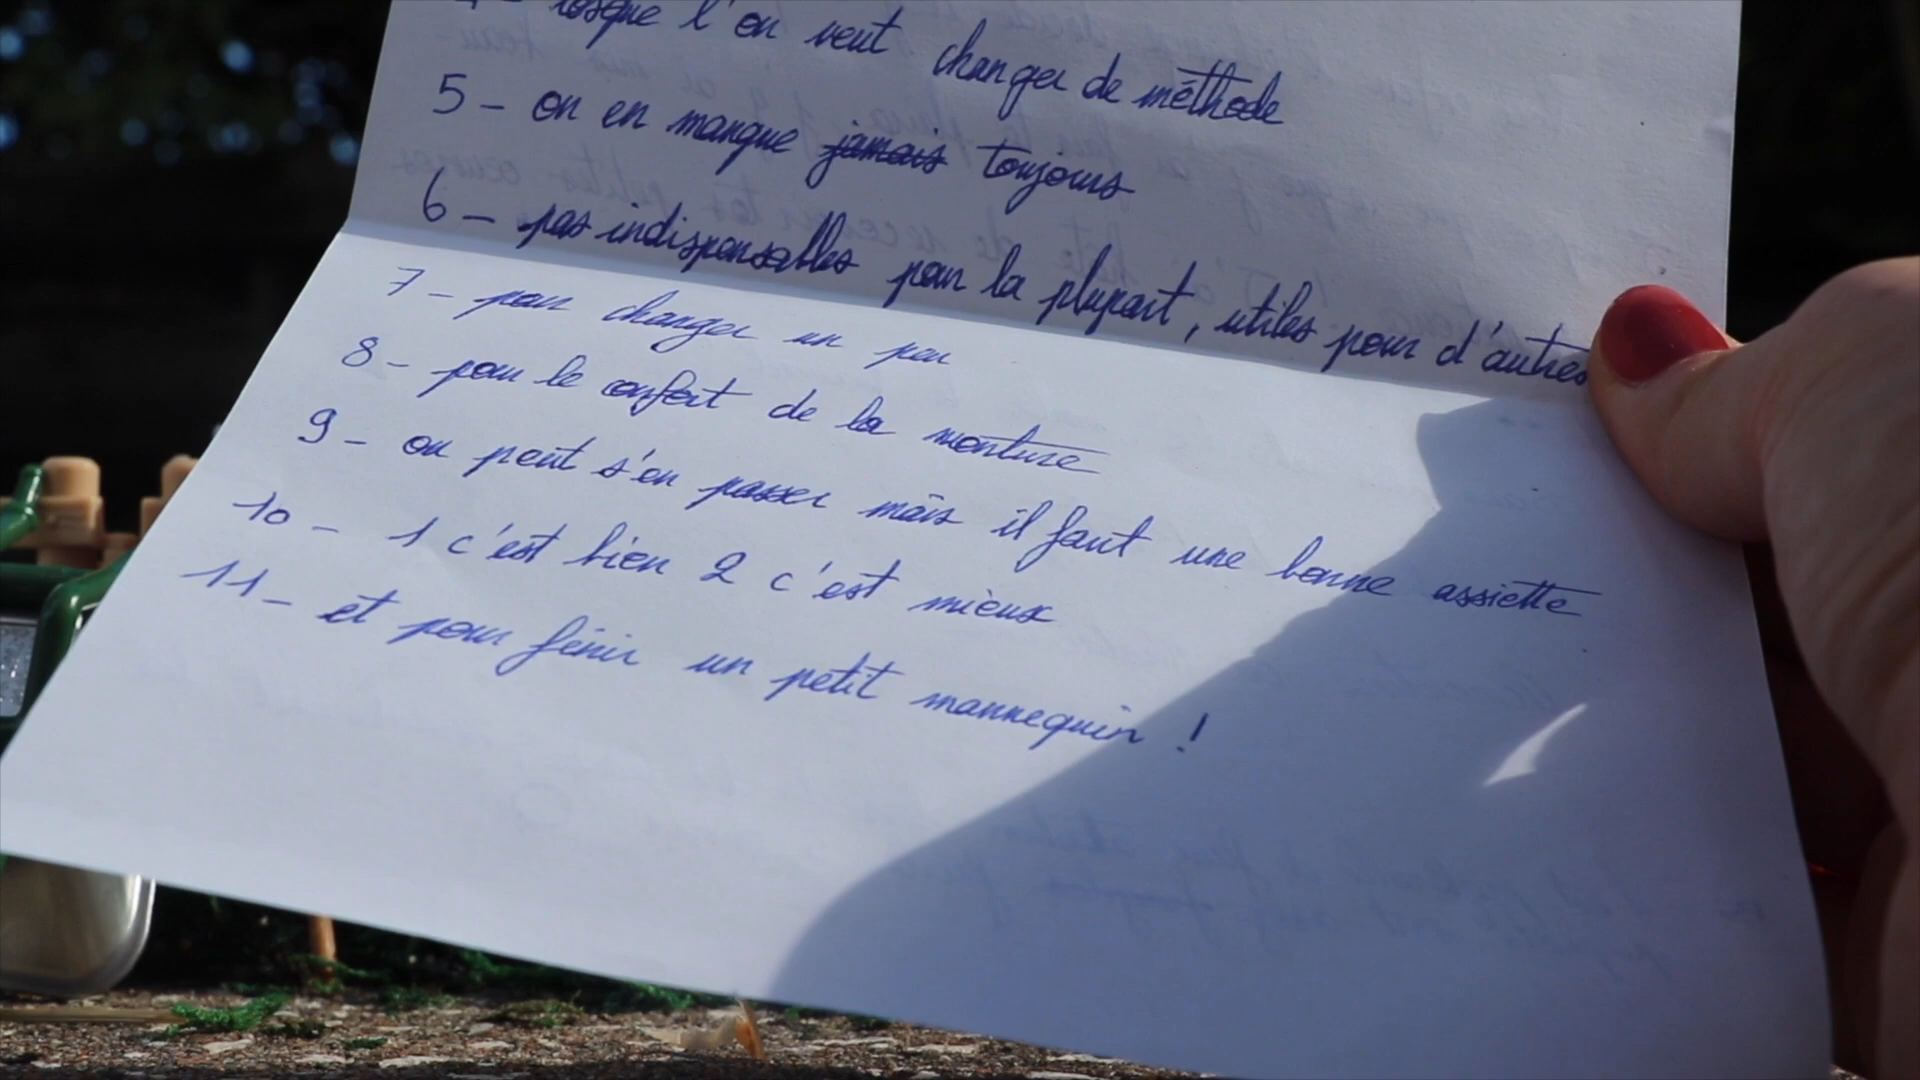 l'on veut changer de méthode
5 - on en manque jamais toujours
6 - pas indispensables pour la plupart, utiles pour d'autres
7 - pour changer un peu
8 - pour le confort de la monture
9 - on peut s'en passer mais il faut une bonne assiette
10 - 1 c'est bien 2 c'est mieux
11 - et pour finir un petit mannequin !